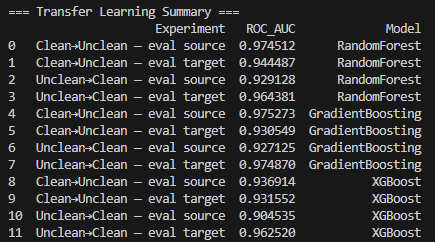 === Transfer Learning Summary ===
Experiment ROC_AUC Model
0 Clean→Unclean — eval source 0.974512 RandomForest
1 Clean→Unclean — eval target 0.944487 RandomForest
2 Unclean→Clean — eval source 0.929128 RandomForest
3 Unclean→Clean — eval target 0.964381 RandomForest
4 Clean→Unclean — eval source 0.975273 GradientBoosting
5 Clean→Unclean — eval target 0.930549 GradientBoosting
6 Unclean→Clean — eval source 0.927125 GradientBoosting
7 Unclean→Clean — eval target 0.974870 GradientBoosting
8 Clean→Unclean — eval source 0.936914 XGBoost
9 Clean→Unclean — eval target 0.931552 XGBoost
10 Unclean→Clean — eval source 0.904535 XGBoost
11 Unclean→Clean — eval target 0.962520 XGBoost